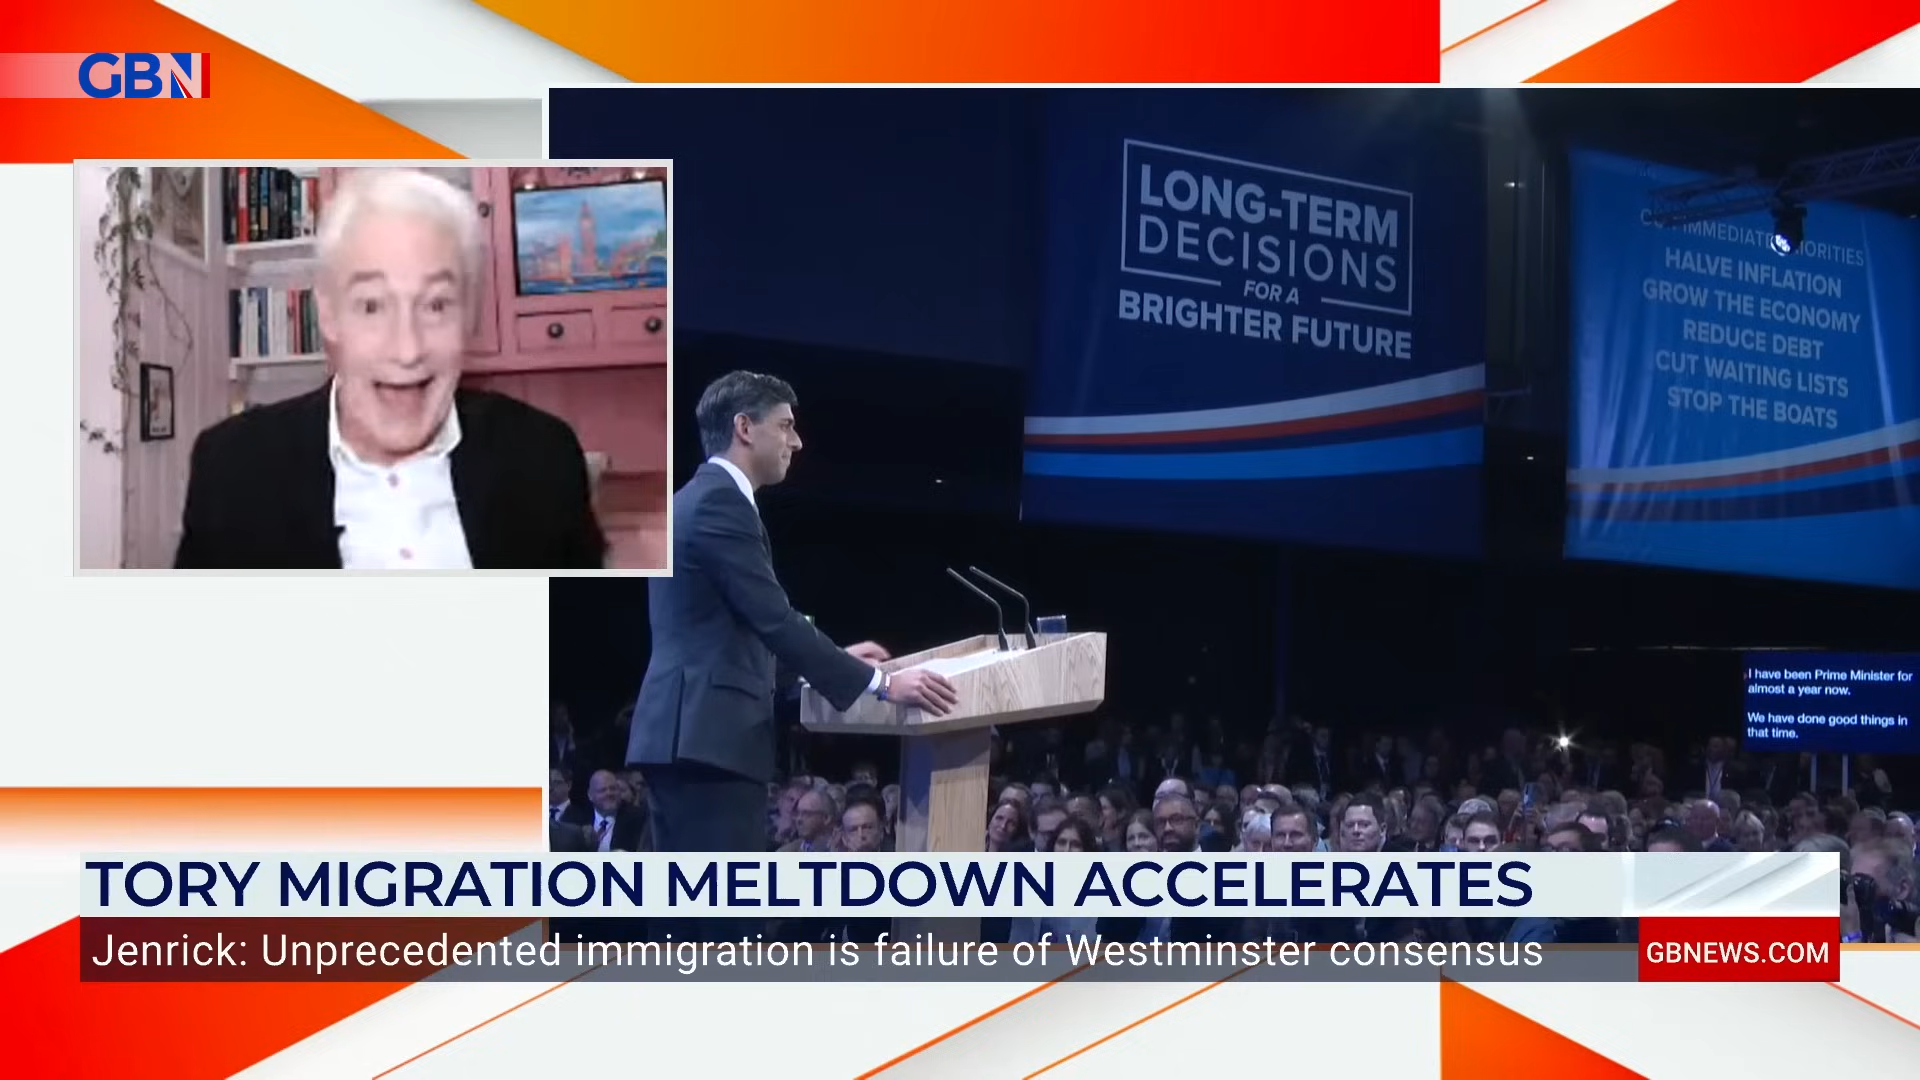 GBN
LONG-TERM
DECISIONS
FOR A
BRIGHTER FUTURE
HALVE INFLATION
GROW THE ECONOMY
REDUCE DEBT
CUT WAITING LISTS
STOP THE BOATS
I have been Prime Minister for
almost a year now.
We have done good things in
that time.
TORY MIGRATION MELTDOWN ACCELERATES
Jenrick: Unprecedented immigration is failure of Westminster consensus
GBNEWS.COM